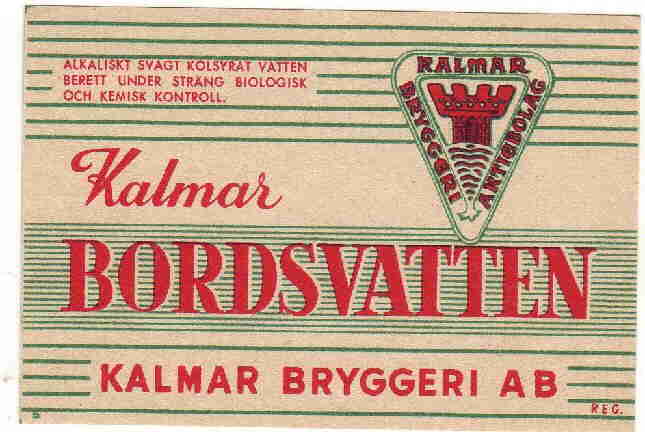 ALKALISKT SVAGT KOLSYRAT VATTEN
BERETT UNDER STRÄNG BIOLOGISK
OCH KEMISK KONTROLL.
KALMAR
BRYGGERI
AKTIEBOLAG
Kalmar
BORDSVATTEN
KALMAR BRYGGERI AB
REG.